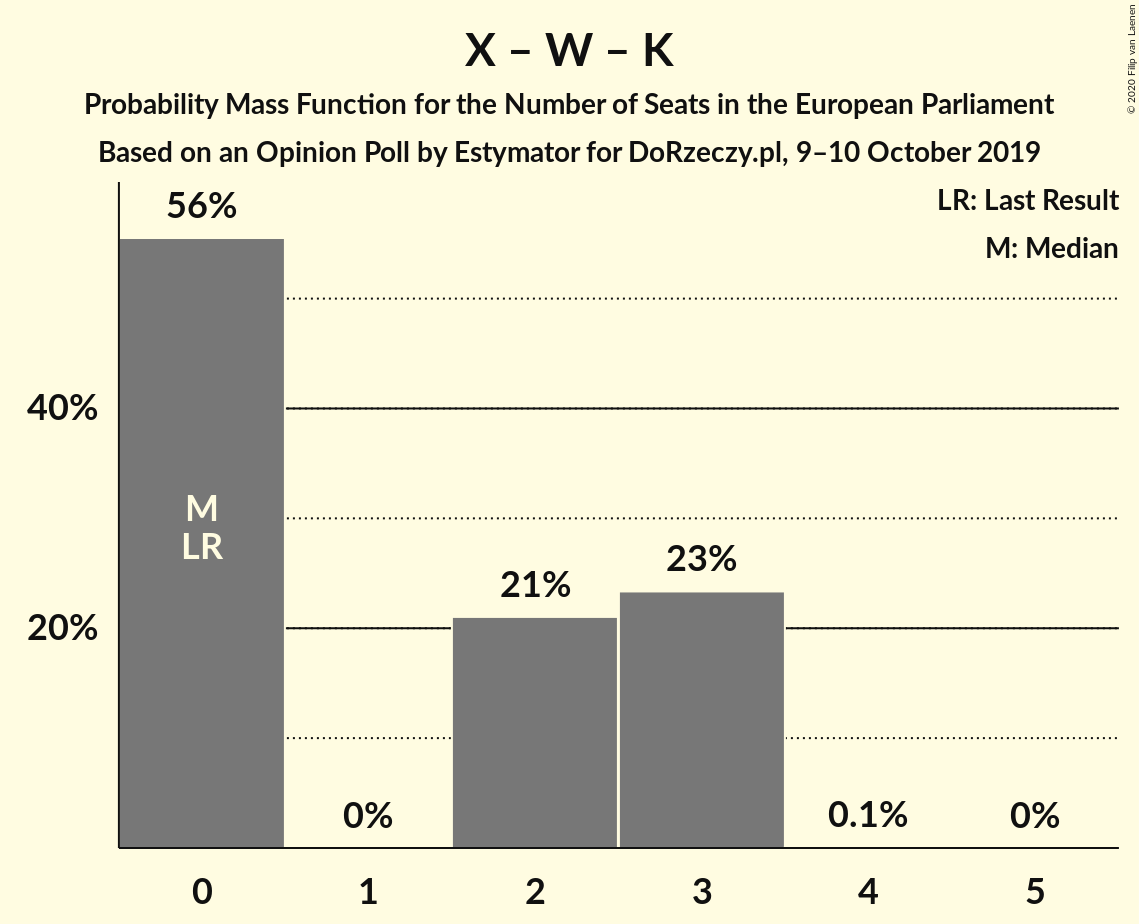 X – W – K
Probability Mass Function for the Number of Seats in the European Parliament
Based on an Opinion Poll by Estymator for DoRzeczy.pl, 9–10 October 2019
© 2020 Filip van Laenen
LR: Last Result
M: Median
56%
40%
M
LR
23%
21%
20%
0%
0.1%
0%
0
1
2
3
4
5